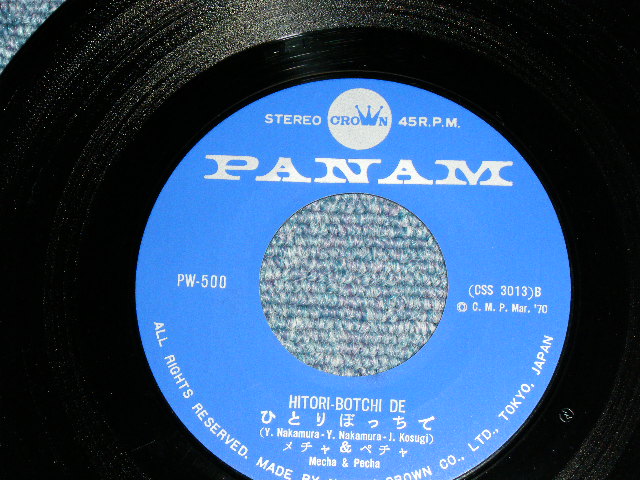 STEREO CROWN 45R.P.M.
PANAM
PW-500
(CSS 3013)B
© C. M. P. Mar. '70
HITORI-BOTCHI DE
ひとりぼっちで
(Y. Nakamura-Y. Nakamura-J. Kosugi)
メチャ&ペチャ
Mecha & Pecha
ALL RIGHTS RESERVED. MADE BY CROWN CO., LTD., TOKYO, JAPAN